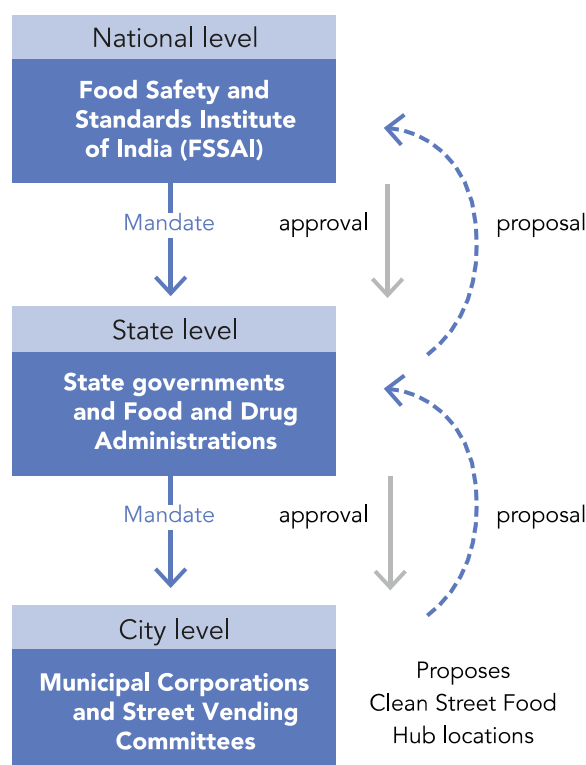 National level
Food Safety and
Standards Institute
of India (FSSAI)
Mandate
approval
proposal
State level
State governments
and Food and Drug
Administrations
Mandate
approval
proposal
City level
Municipal Corporations
and Street Vending
Committees
Proposes
Clean Street Food
Hub locations